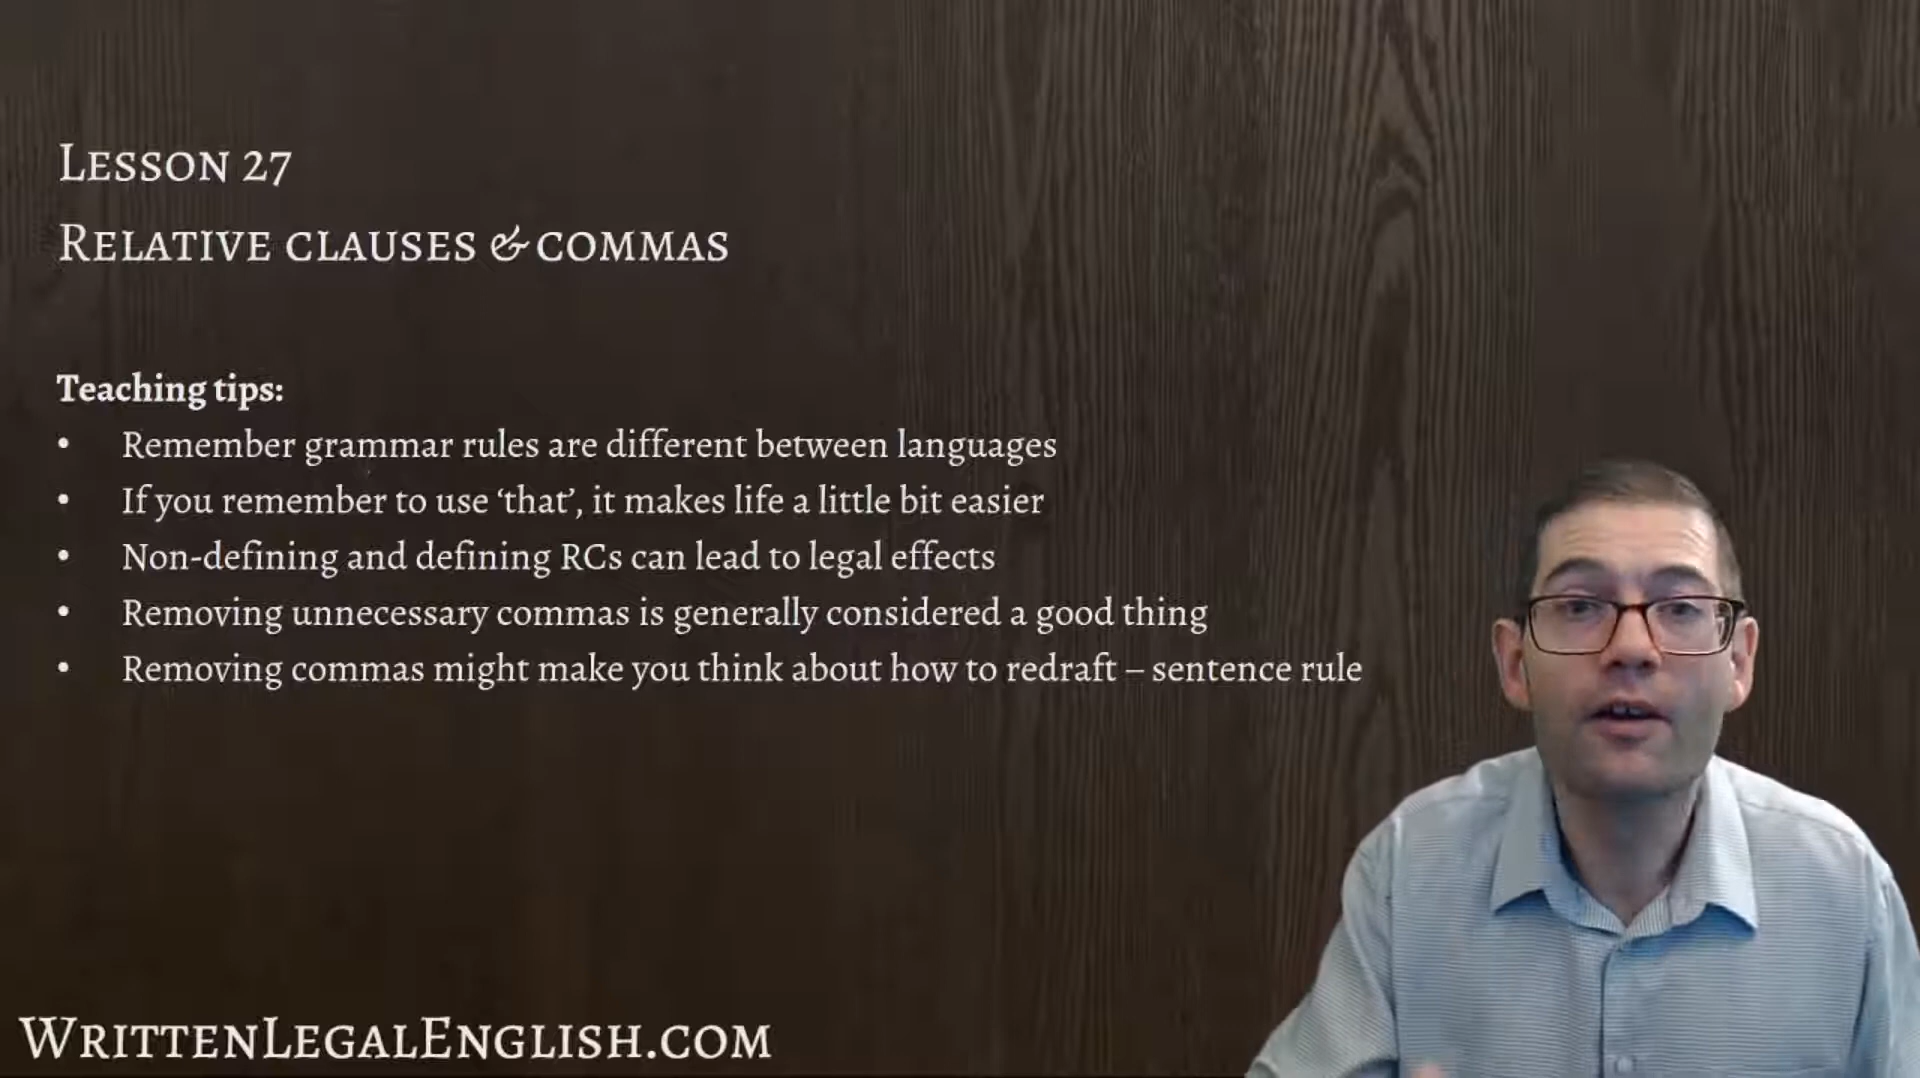 Lesson 27
Relative clauses & commas
Teaching tips:
• Remember grammar rules are different between languages
• If you remember to use ‘that’, it makes life a little bit easier
• Non-defining and defining RCs can lead to legal effects
• Removing unnecessary commas is generally considered a good thing
• Removing commas might make you think about how to redraft – sentence rule
WrittenLegalEnglish.com